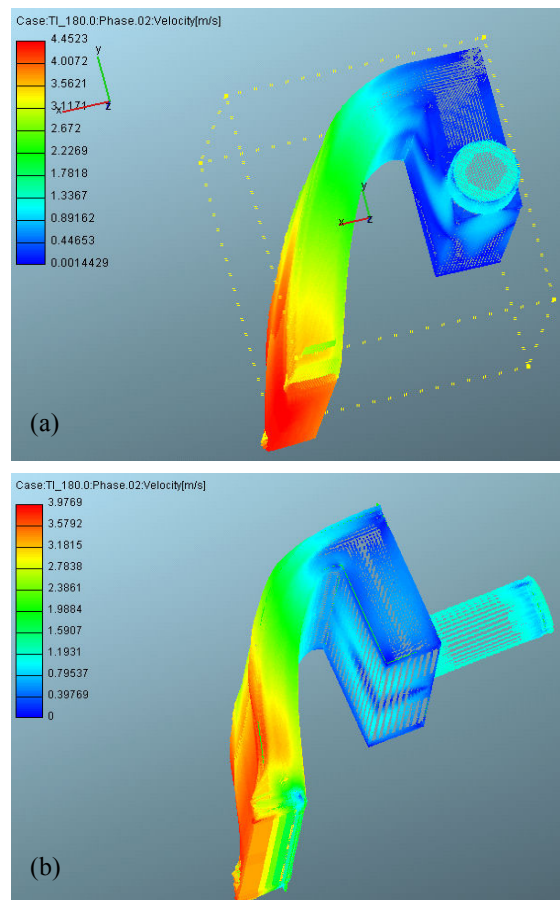 Case:TI_180.0:Phase.02:Velocity[m/s]
4.4523
4.0072
3.5621
3.1171
2.672
2.2269
1.7818
1.3367
0.89162
0.44653
0.0014429
y
x
z
y
x
z
(a)
Case:TI_180.0:Phase.02:Velocity[m/s]
3.9769
3.5792
3.1815
2.7838
2.3861
1.9884
1.5907
1.1931
0.79537
0.39769
0
(b)